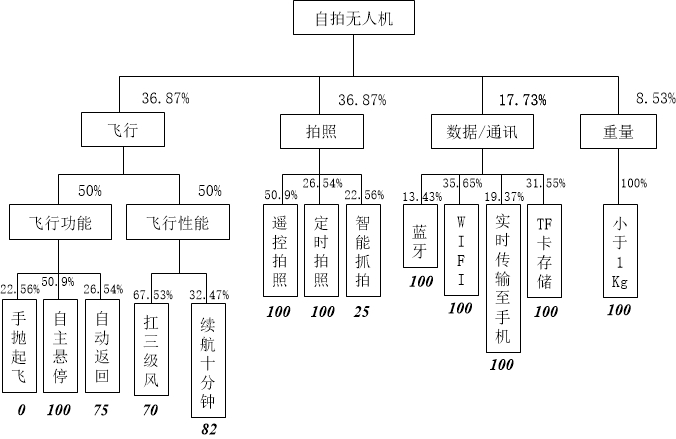 自拍无人机
36.87%
36.87%
17.73%
8.53%
飞行
拍照
数据/通讯
重量
50%
50%
50.9%
26.54%
22.56%
13.43%
35.65%
19.37%
31.55%
100%
飞行功能
飞行性能
遥控拍照
定时拍照
智能抓拍
蓝牙
WIFI
实时传输至手机
TF卡存储
小于1Kg
100
100
25
100
100
100
100
100
22.56%
50.9%
26.54%
67.53%
32.47%
手抛起飞
自主悬停
自动返回
扛三级风
续航十分钟
0
100
75
70
82